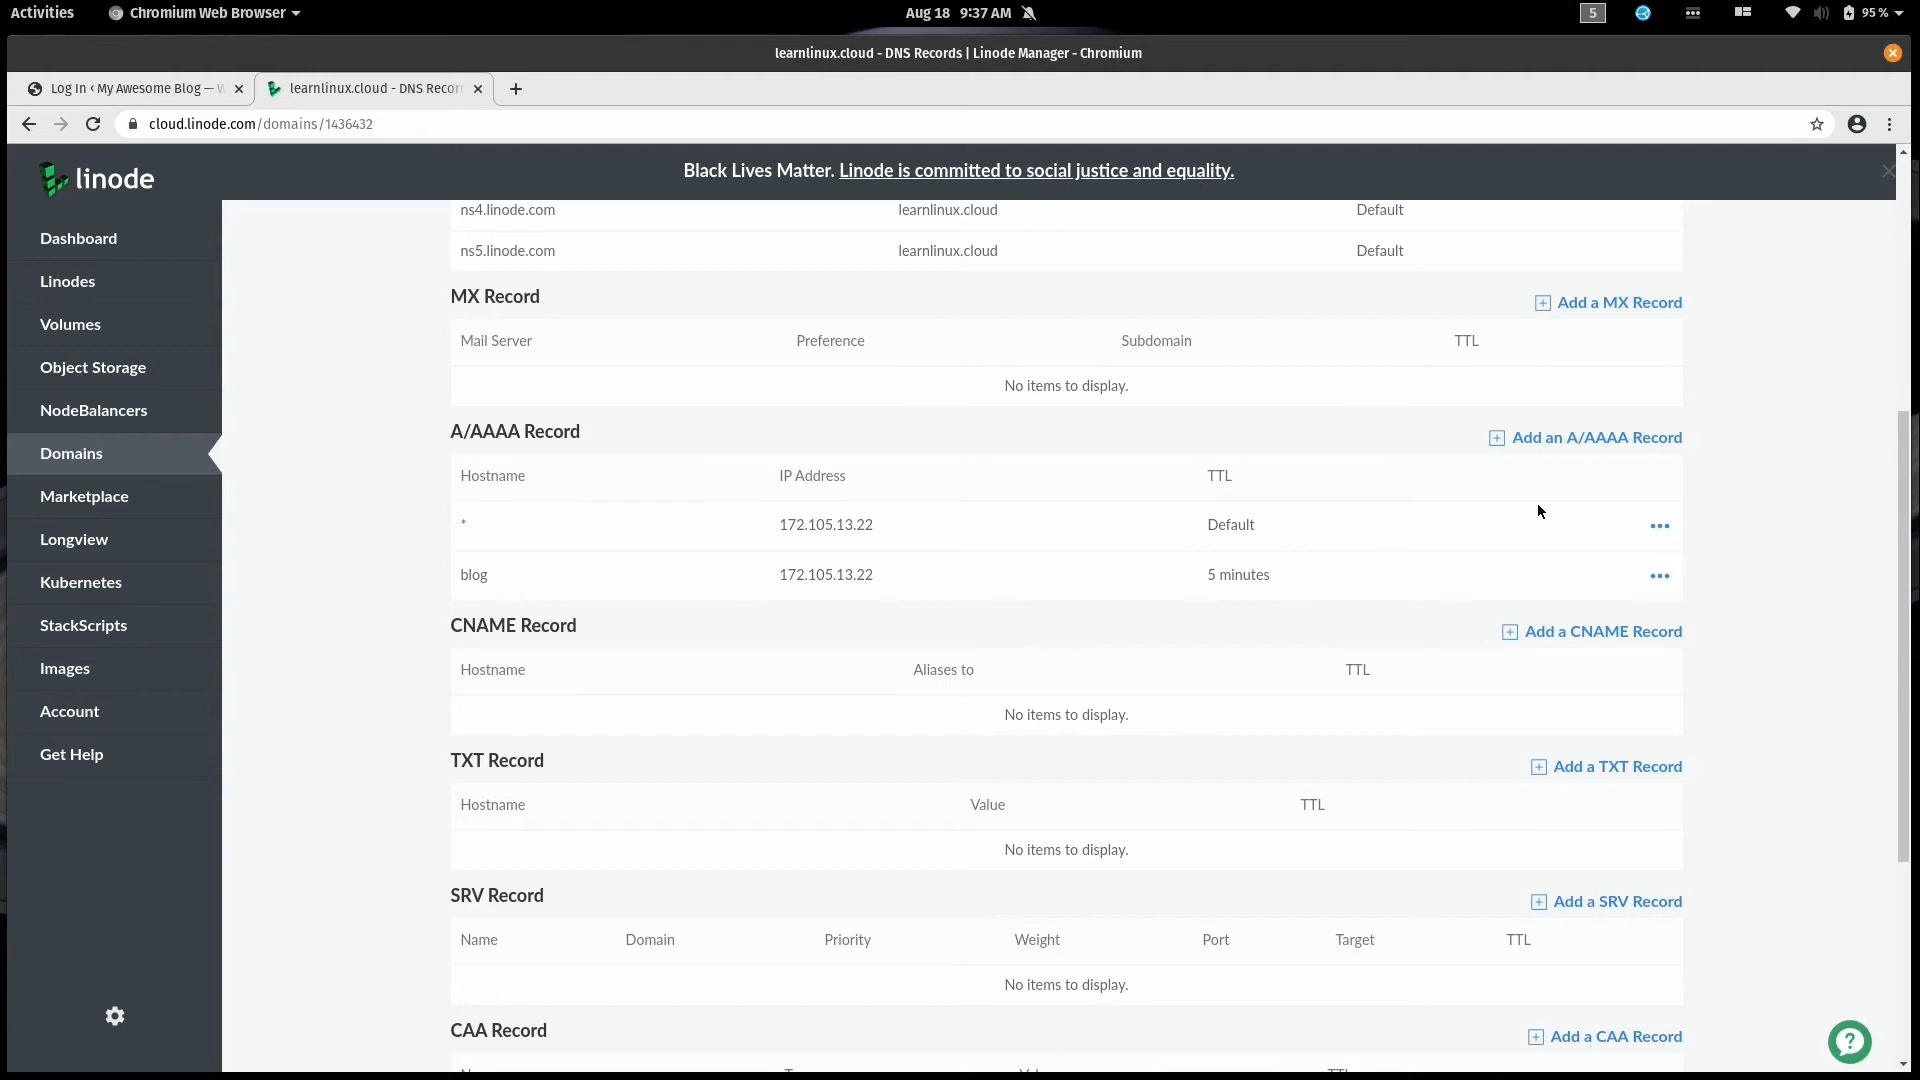 Activities
Chromium Web Browser
Aug 18 9:37 AM
5
95 %
learnlinux.cloud - DNS Records | Linode Manager - Chromium
Log In ‹ My Awesome Blog —
learnlinux.cloud - DNS Recor
cloud.linode.com/domains/1436432
linode
Black Lives Matter. Linode is committed to social justice and equality.
Dashboard
Linodes
Volumes
Object Storage
NodeBalancers
Domains
Marketplace
Longview
Kubernetes
StackScripts
Images
Account
Get Help
ns4.linode.com learnlinux.cloud Default
ns5.linode.com learnlinux.cloud Default
MX Record
Add a MX Record
Mail Server Preference Subdomain TTL
No items to display.
A/AAAA Record
Add an A/AAAA Record
Hostname IP Address TTL
* 172.105.13.22 Default
blog 172.105.13.22 5 minutes
CNAME Record
Add a CNAME Record
Hostname Aliases to TTL
No items to display.
TXT Record
Add a TXT Record
Hostname Value TTL
No items to display.
SRV Record
Add a SRV Record
Name Domain Priority Weight Port Target TTL
No items to display.
CAA Record
Add a CAA Record